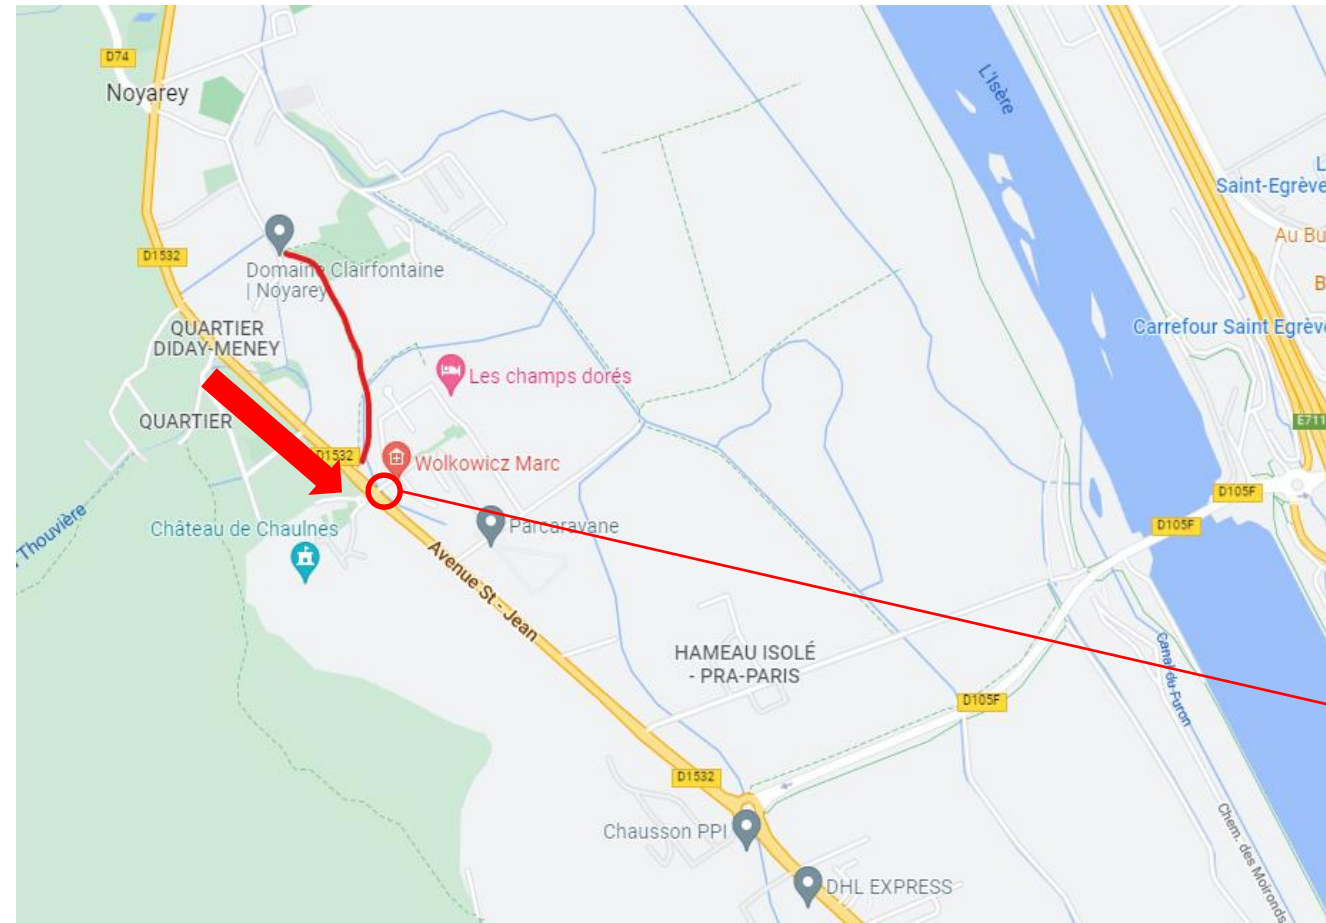 D74
Noyarey
L'Isère
Saint-Egrève
Au Bu
D1532
Domaine Clairfontaine
| Noyarey
B
QUARTIER
DIDAY-MENEY
Carrefour Saint Egrève
Les champs dorés
QUARTIER
E711
D1532
Wolkowicz Marc
D105F
Thouvière
Château de Chaulnes
Parcaravane
D105F
Avenue St - Jean
HAMEAU ISOLÉ
- PRA-PARIS
Canal du Furon
D105F
D1532
Chausson PPI
Chem. des Moironds
DHL EXPRESS